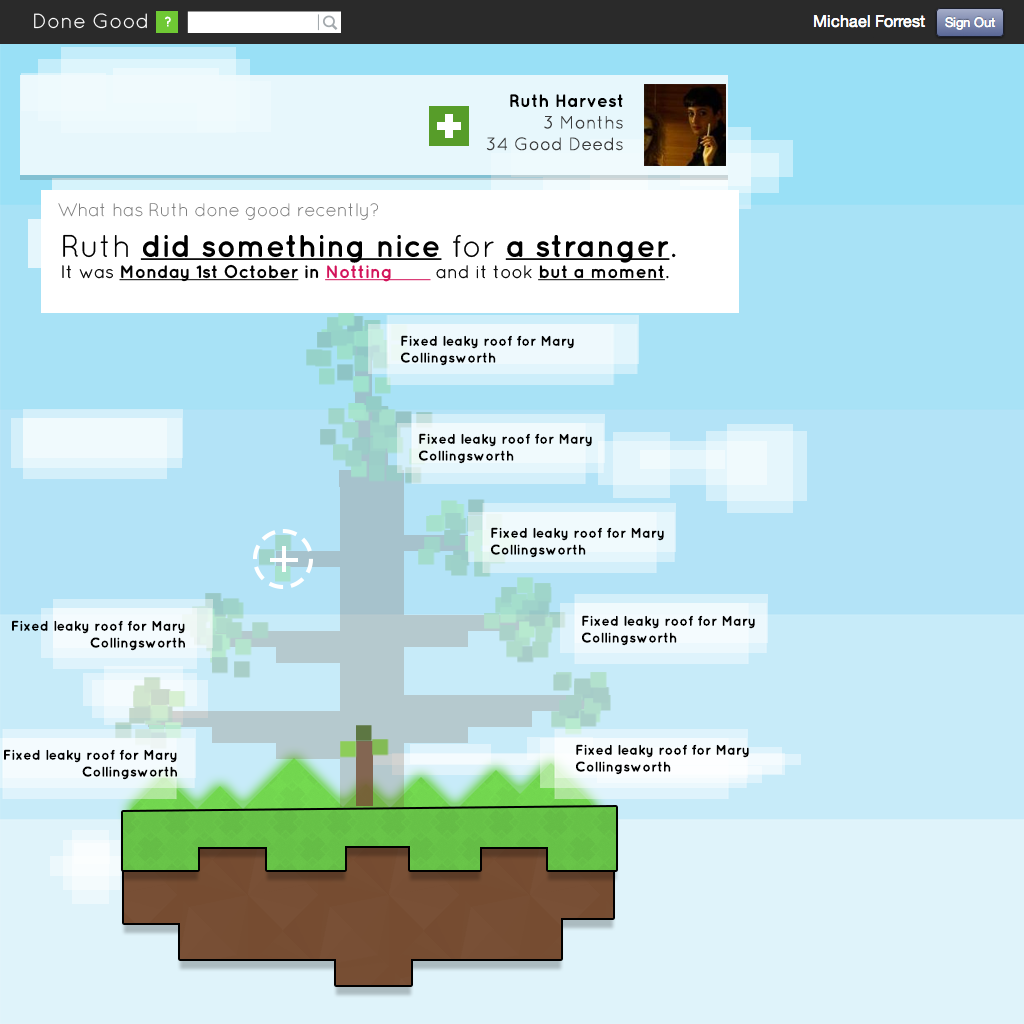 Done Good ?
Michael Forrest
Sign Out
Ruth Harvest
3 Months
34 Good Deeds
What has Ruth done good recently?
Ruth did something nice for a stranger.
It was Monday 1st October in Notting____ and it took but a moment.
Fixed leaky roof for Mary
Collingsworth
Fixed leaky roof for Mary
Collingsworth
Fixed leaky roof for Mary
Collingsworth
Fixed leaky roof for Mary
Collingsworth
Fixed leaky roof for Mary
Collingsworth
Fixed leaky roof for Mary
Collingsworth
Fixed leaky roof for Mary
Collingsworth